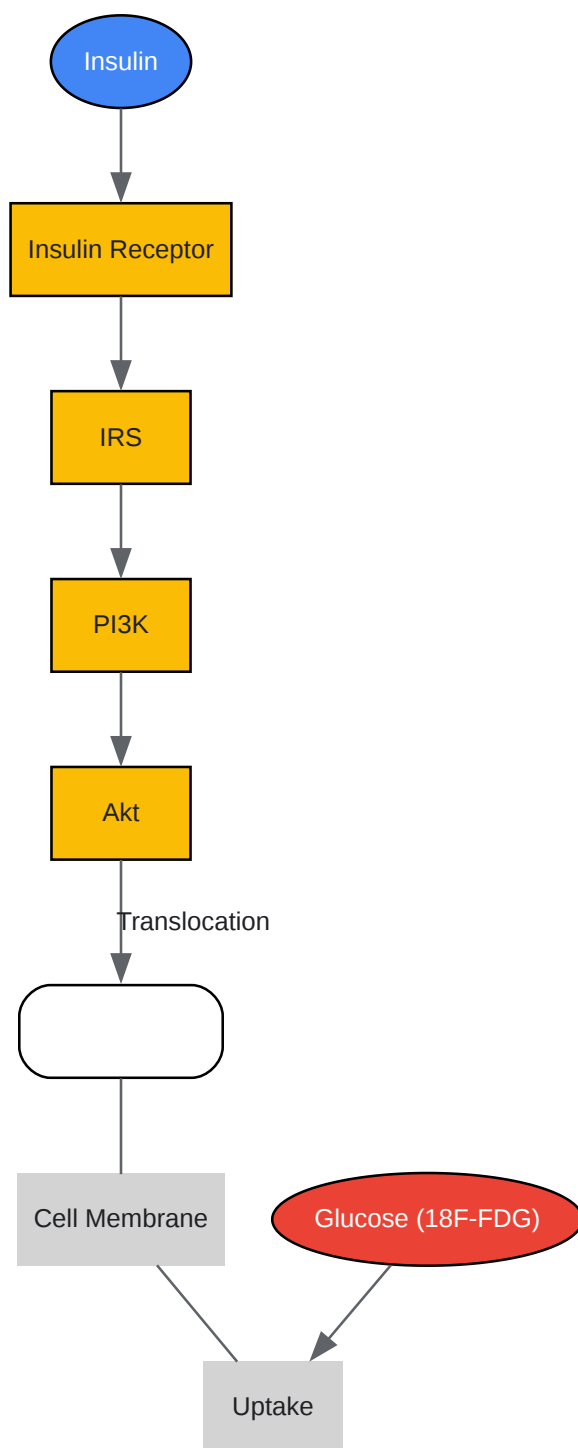 Insulin
Insulin Receptor
IRS
PI3K
Akt
Translocation
Cell Membrane
Glucose (18F-FDG)
Uptake